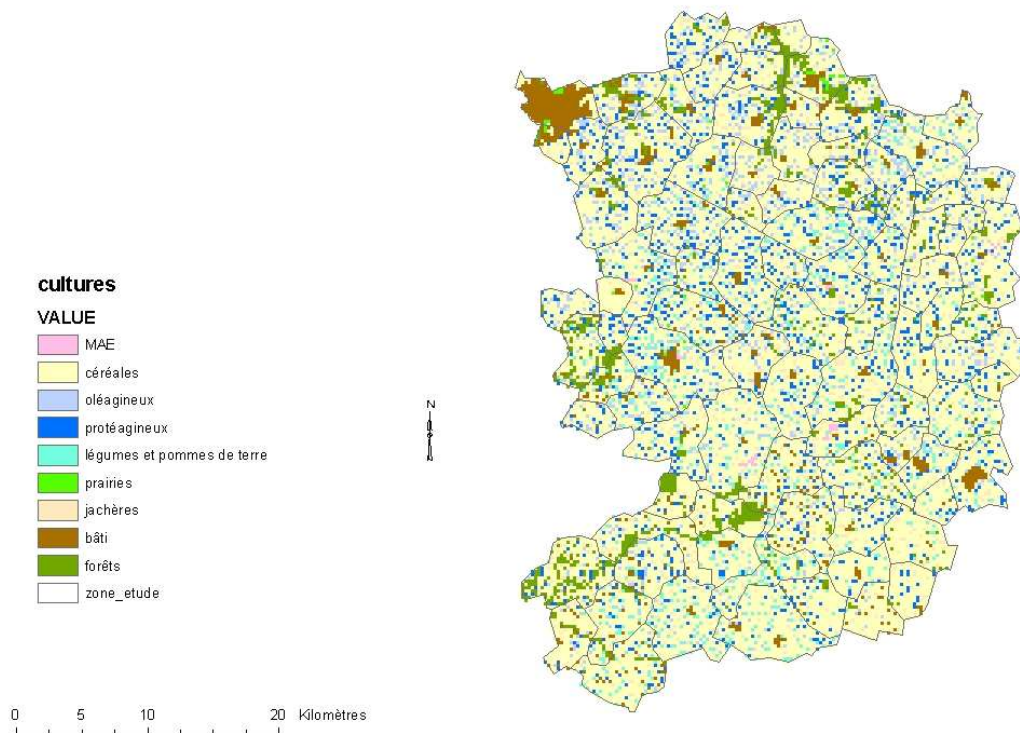 cultures
VALUE
MAE
céréales
oléagineux
protéagineux
légumes et pommes de terre
prairies
jachères
bâti
forêts
zone_etude
N
0 5 10 20 Kilomètres